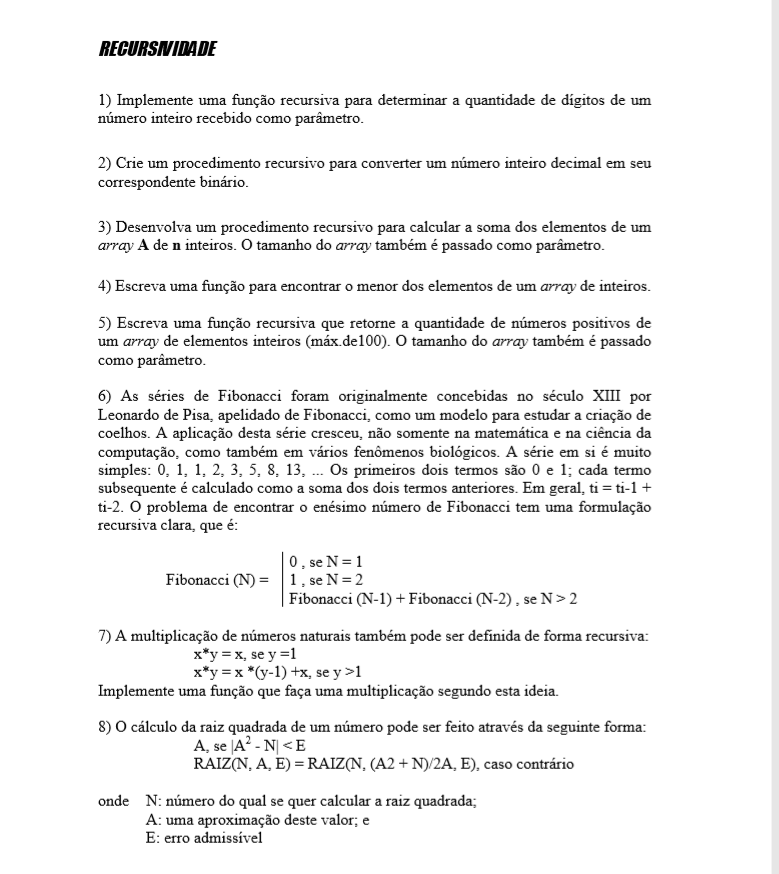 RECURSIVIDADE
1) Implemente uma função recursiva para determinar a quantidade de dígitos de um
número inteiro recebido como parâmetro.
2) Crie um procedimento recursivo para converter um número inteiro decimal em seu
correspondente binário.
3) Desenvolva um procedimento recursivo para calcular a soma dos elementos de um
array A de n inteiros. O tamanho do array também é passado como parâmetro.
4) Escreva uma função para encontrar o menor dos elementos de um array de inteiros.
5) Escreva uma função recursiva que retorne a quantidade de números positivos de
um array de elementos inteiros (máx.de100). O tamanho do array também é passado
como parâmetro.
6) As séries de Fibonacci foram originalmente concebidas no século XIII por
Leonardo de Pisa, apelidado de Fibonacci, como um modelo para estudar a criação de
coelhos. A aplicação desta série cresceu, não somente na matemática e na ciência da
computação, como também em vários fenômenos biológicos. A série em si é muito
simples: 0, 1, 1, 2, 3, 5, 8, 13, ... Os primeiros dois termos são 0 e 1; cada termo
subsequente é calculado como a soma dos dois termos anteriores. Em geral, ti = ti-1 +
ti-2. O problema de encontrar o enésimo número de Fibonacci tem uma formulação
recursiva clara, que é:
0 , se N = 1
Fibonacci (N) = 1 , se N = 2
Fibonacci (N-1) + Fibonacci (N-2) , se N > 2
7) A multiplicação de números naturais também pode ser definida de forma recursiva:
x*y = x, se y =1
x*y = x *(y-1) +x, se y >1
Implemente uma função que faça uma multiplicação segundo esta ideia.
8) O cálculo da raiz quadrada de um número pode ser feito através da seguinte forma:
A, se |A² - N| < E
RAIZ(N, A, E) = RAIZ(N, (A2 + N)/2A, E), caso contrário
onde N: número do qual se quer calcular a raiz quadrada;
A: uma aproximação deste valor; e
E: erro admissível